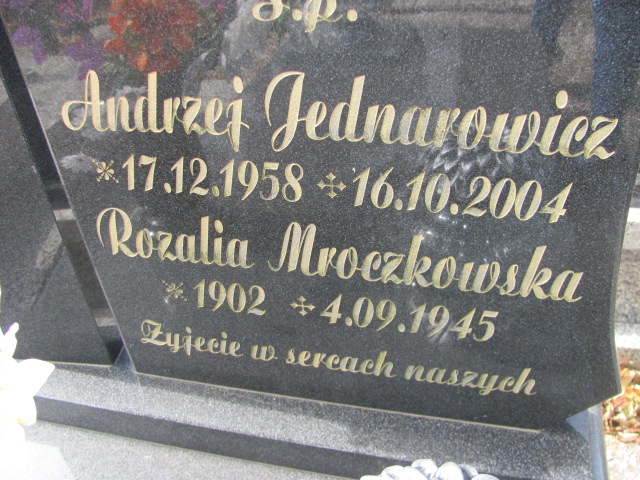 Ś.p.
Andrzej Jednarowicz
* 17.12.1958 ✢ 16.10.2004
Rozalia Mroczkowska
* 1902 ✢ 4.09.1945
Żyjecie w sercach naszych